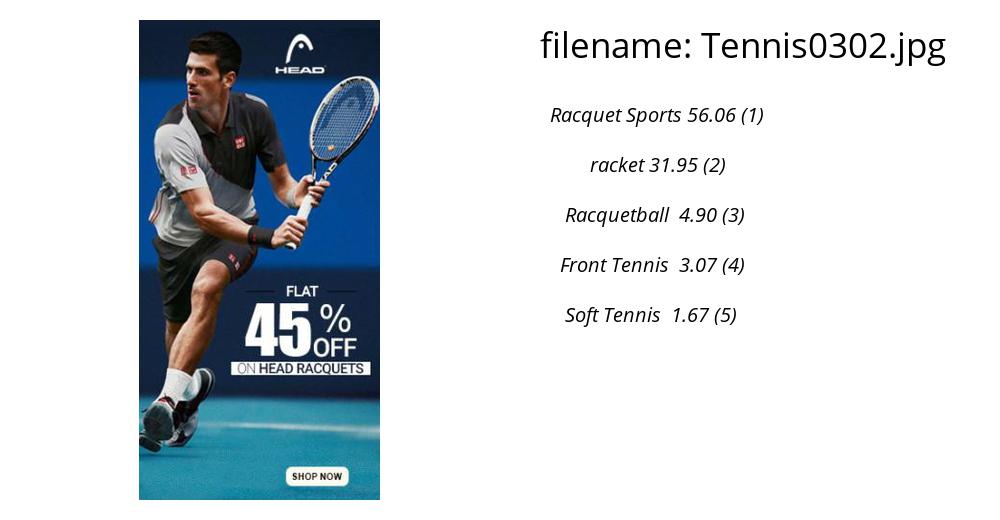 HEAD
FLAT
45%
OFF
ON HEAD RACQUETS
SHOP NOW
filename: Tennis0302.jpg
Racquet Sports 56.06 (1)
racket 31.95 (2)
Racquetball 4.90 (3)
Front Tennis 3.07 (4)
Soft Tennis 1.67 (5)